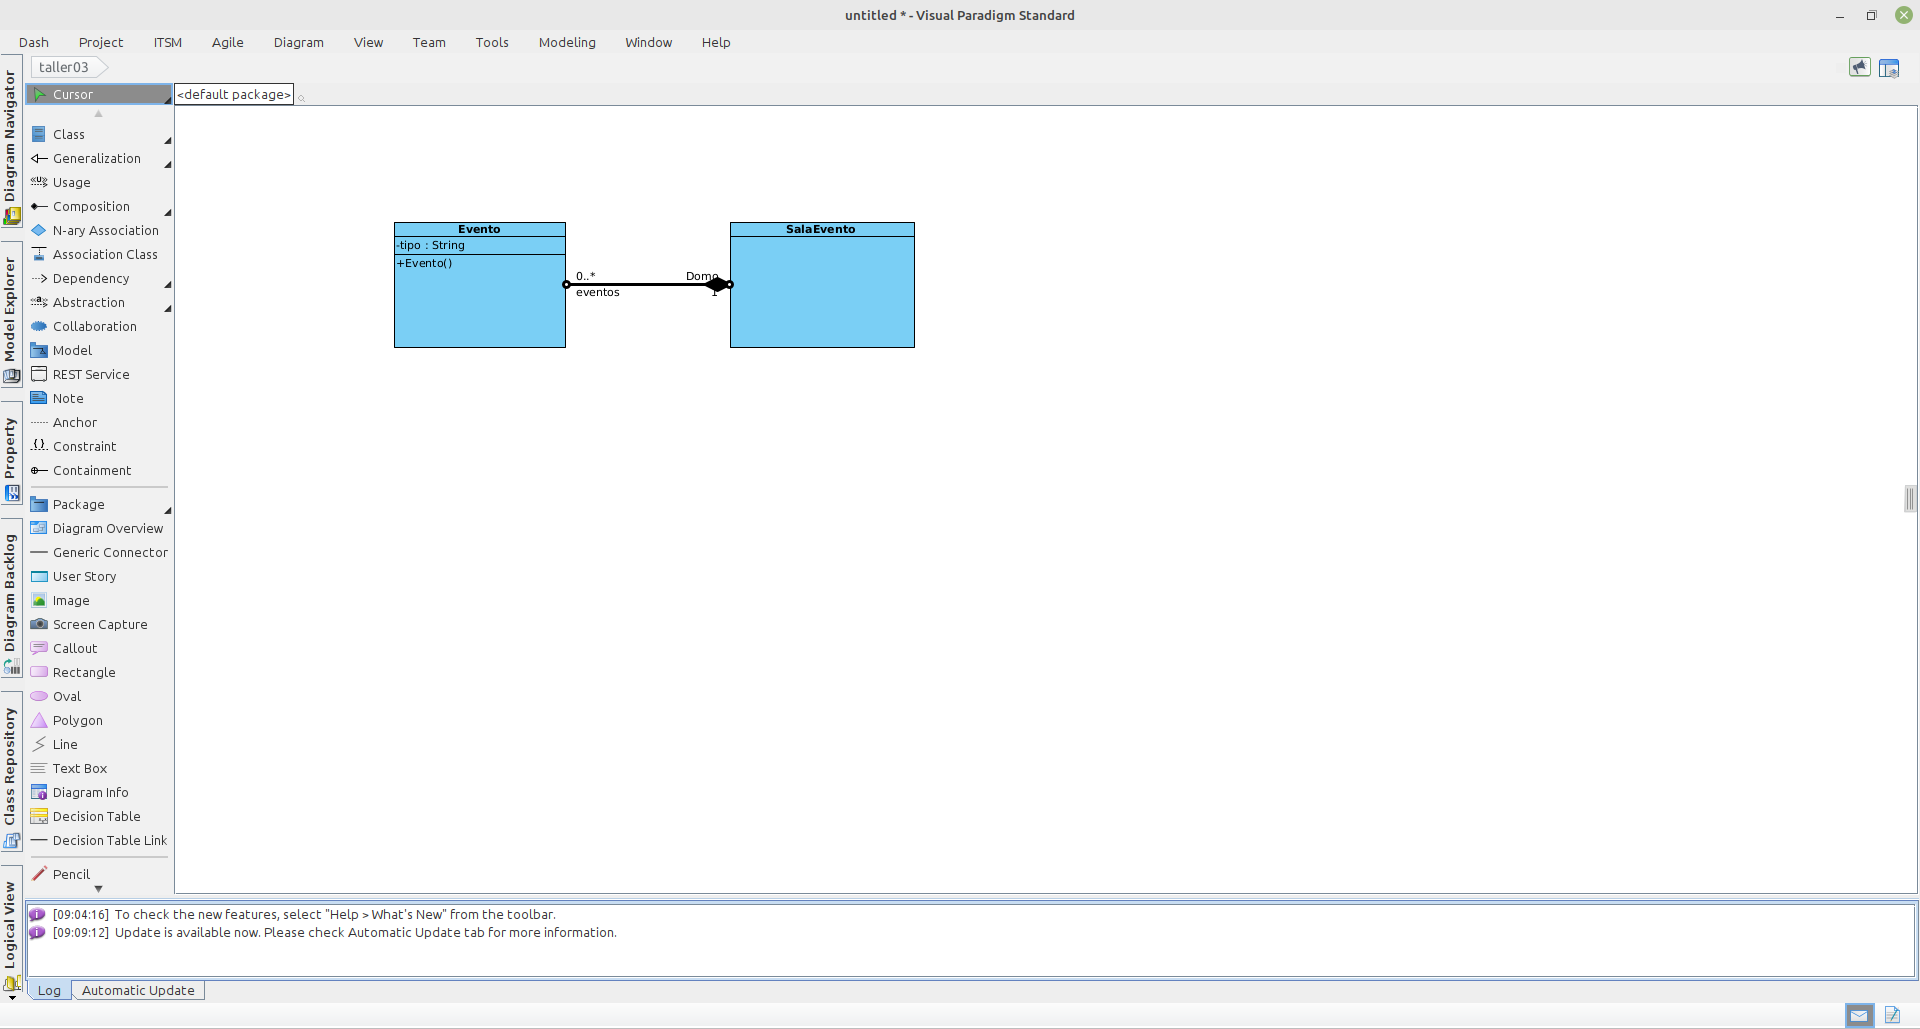 untitled * - Visual Paradigm Standard
Dash Project ITSM Agile Diagram View Team Tools Modeling Window Help
taller03
Diagram Navigator
Model Explorer
Property
Diagram Backlog
Class Repository
Logical View
Cursor
Class
Generalization
Usage
Composition
N-ary Association
Association Class
Dependency
Abstraction
Collaboration
Model
REST Service
Note
Anchor
Constraint
Containment
Package
Diagram Overview
Generic Connector
User Story
Image
Screen Capture
Callout
Rectangle
Oval
Polygon
Line
Text Box
Diagram Info
Decision Table
Decision Table Link
Pencil
<default package>
Evento
-tipo : String
+Evento()
0..*
eventos
Domo
1
SalaEvento
[09:04:16] To check the new features, select "Help > What's New" from the toolbar.
[09:09:12] Update is available now. Please check Automatic Update tab for more information.
Log Automatic Update